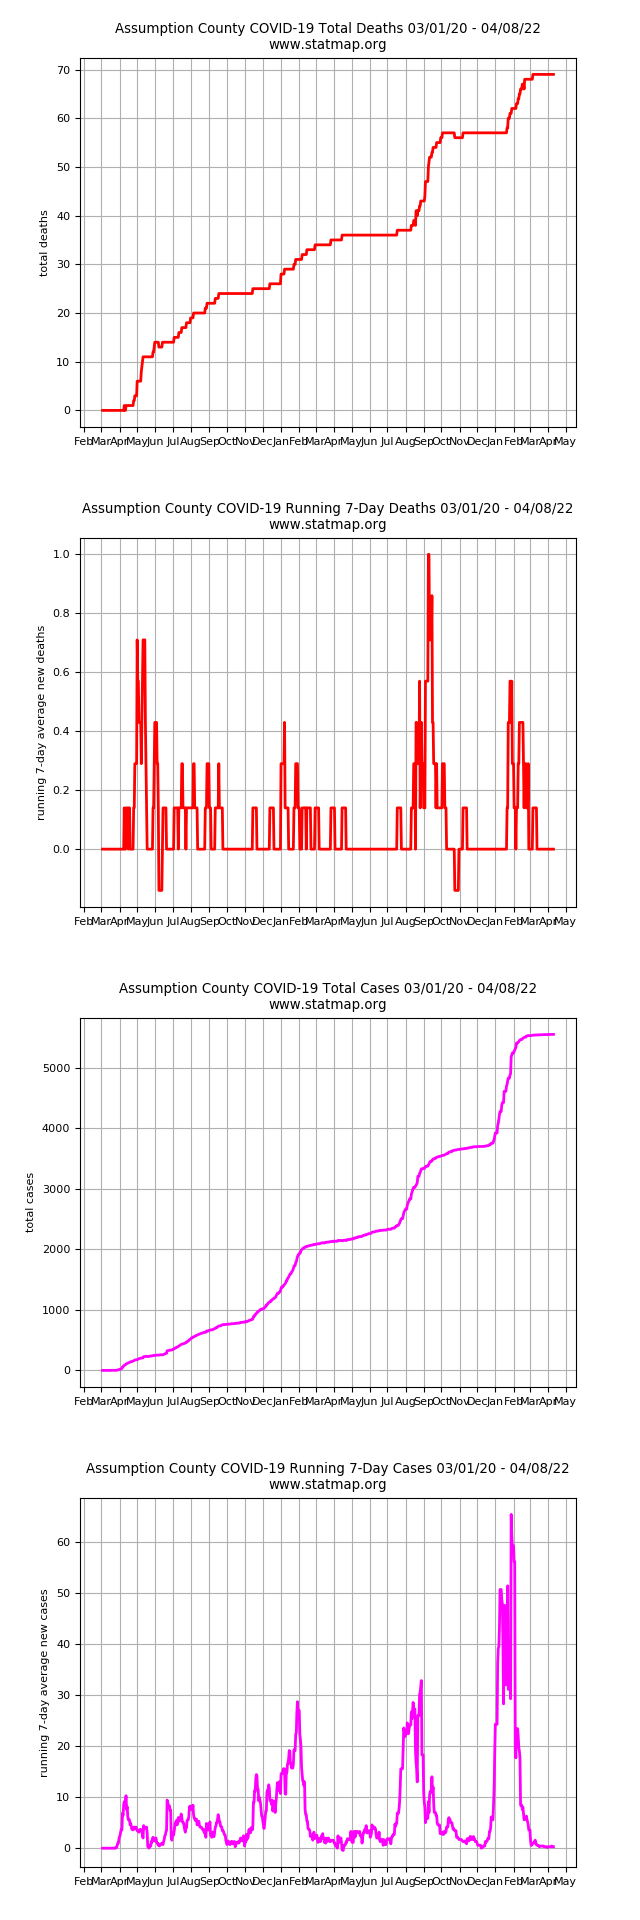 Assumption County COVID-19 Total Deaths 03/01/20 - 04/08/22
www.statmap.org
70
60
50
40
30
20
10
0
total deaths
Feb Mar Apr May Jun Jul Aug Sep Oct Nov Dec Jan Feb Mar Apr May Jun Jul Aug Sep Oct Nov Dec Jan Feb Mar Apr May
Assumption County COVID-19 Running 7-Day Deaths 03/01/20 - 04/08/22
www.statmap.org
1.0
0.8
0.6
0.4
0.2
0.0
running 7-day average new deaths
Feb Mar Apr May Jun Jul Aug Sep Oct Nov Dec Jan Feb Mar Apr May Jun Jul Aug Sep Oct Nov Dec Jan Feb Mar Apr May
Assumption County COVID-19 Total Cases 03/01/20 - 04/08/22
www.statmap.org
5000
4000
3000
2000
1000
0
total cases
Feb Mar Apr May Jun Jul Aug Sep Oct Nov Dec Jan Feb Mar Apr May Jun Jul Aug Sep Oct Nov Dec Jan Feb Mar Apr May
Assumption County COVID-19 Running 7-Day Cases 03/01/20 - 04/08/22
www.statmap.org
60
50
40
30
20
10
0
running 7-day average new cases
Feb Mar Apr May Jun Jul Aug Sep Oct Nov Dec Jan Feb Mar Apr May Jun Jul Aug Sep Oct Nov Dec Jan Feb Mar Apr May